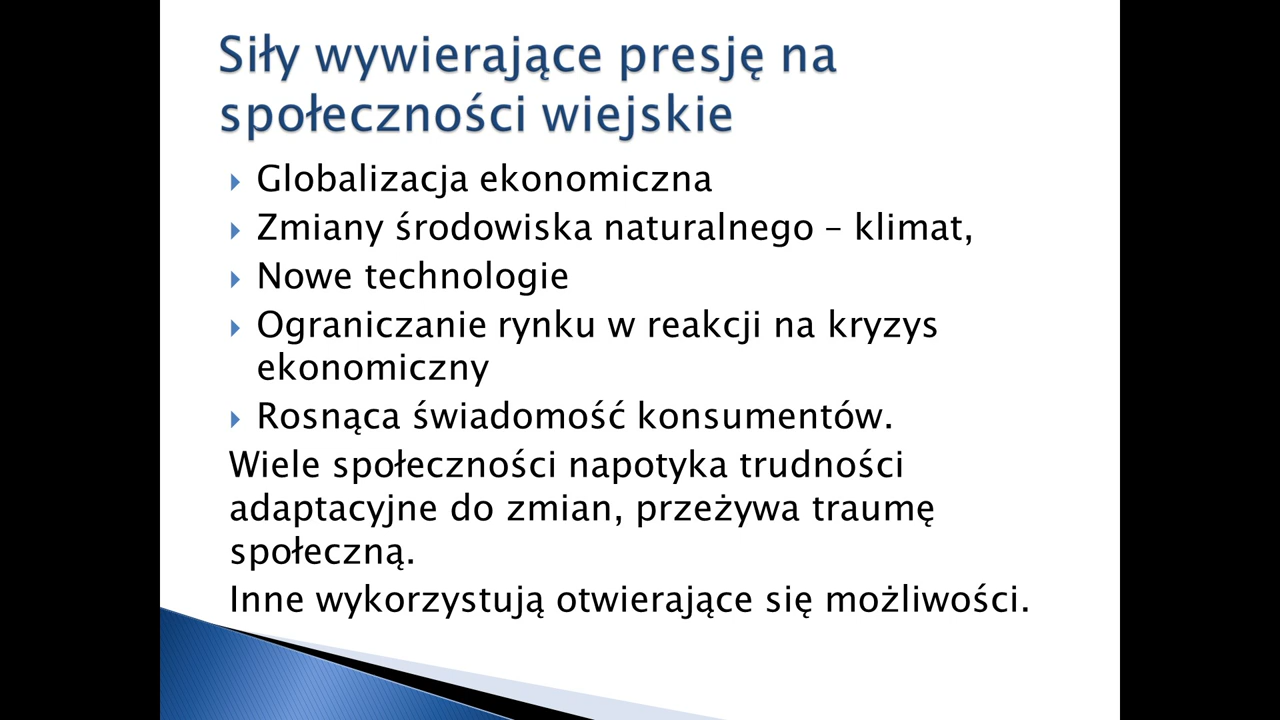 Siły wywierające presję na
społeczności wiejskie
Globalizacja ekonomiczna
Zmiany środowiska naturalnego – klimat,
Nowe technologie
Ograniczanie rynku w reakcji na kryzys
ekonomiczny
Rosnąca świadomość konsumentów.
Wiele społeczności napotyka trudności
adaptacyjne do zmian, przeżywa traumę
społeczną.
Inne wykorzystują otwierające się możliwości.